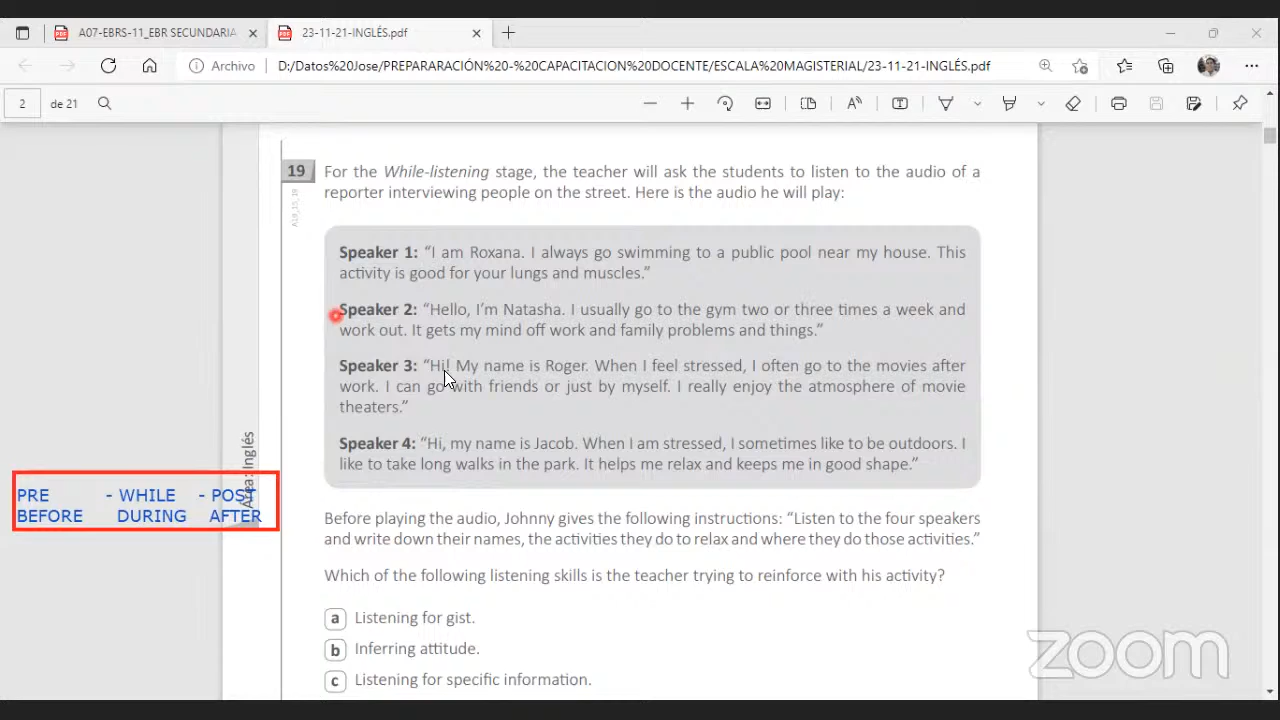 A07-EBRS-11_EBR SECUNDARIA
23-11-21-INGLÉS.pdf
Archivo
D:/Datos%20Jose/PREPARARACIÓN%20-%20CAPACITACION%20DOCENTE/ESCALA%20MAGISTERIAL/23-11-21-INGLÉS.pdf
2 de 21
19 For the While-listening stage, the teacher will ask the students to listen to the audio of a
reporter interviewing people on the street. Here is the audio he will play:
Speaker 1: “I am Roxana. I always go swimming to a public pool near my house. This
activity is good for your lungs and muscles.”
Speaker 2: “Hello, I’m Natasha. I usually go to the gym two or three times a week and
work out. It gets my mind off work and family problems and things.”
Speaker 3: “Hi! My name is Roger. When I feel stressed, I often go to the movies after
work. I can go with friends or just by myself. I really enjoy the atmosphere of movie
theaters.”
Speaker 4: “Hi, my name is Jacob. When I am stressed, I sometimes like to be outdoors. I
like to take long walks in the park. It helps me relax and keeps me in good shape.”
Área: Inglés
PRE - WHILE - POST
BEFORE DURING AFTER
Before playing the audio, Johnny gives the following instructions: “Listen to the four speakers
and write down their names, the activities they do to relax and where they do those activities.”
Which of the following listening skills is the teacher trying to reinforce with his activity?
a Listening for gist.
b Inferring attitude.
c Listening for specific information.
zoom